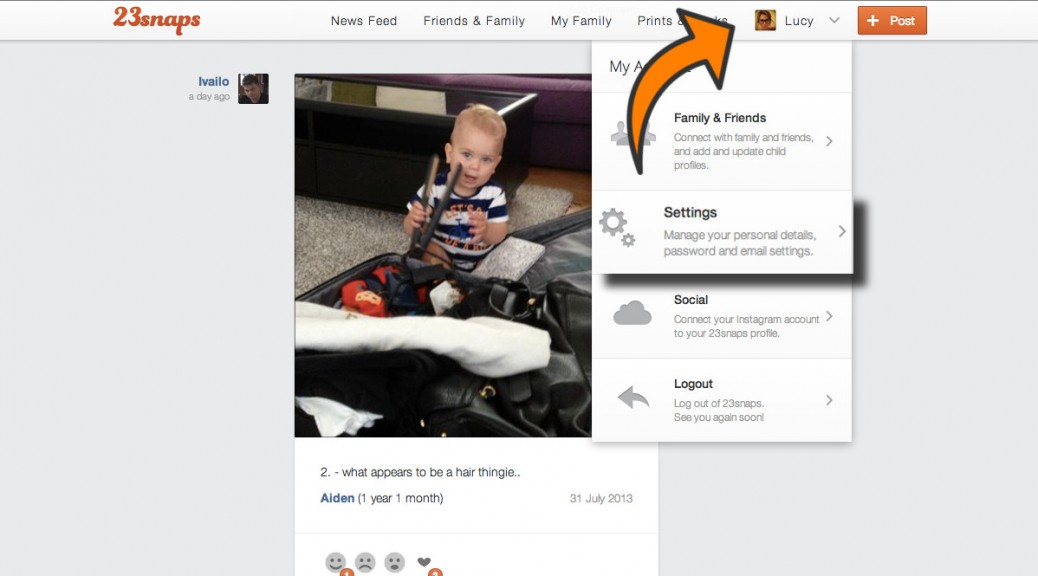 23snaps
News Feed
Friends & Family
My Family
Prints
Lucy
+ Post
Ivailo
a day ago
My
Family & Friends
Connect with family and friends,
and add and update child
profiles.
Settings
Manage your personal details,
password and email settings.
Social
Connect your Instagram account
to your 23snaps profile.
Logout
Log out of 23snaps.
See you again soon!
2. - what appears to be a hair thingie..
Aiden (1 year 1 month)
31 July 2013